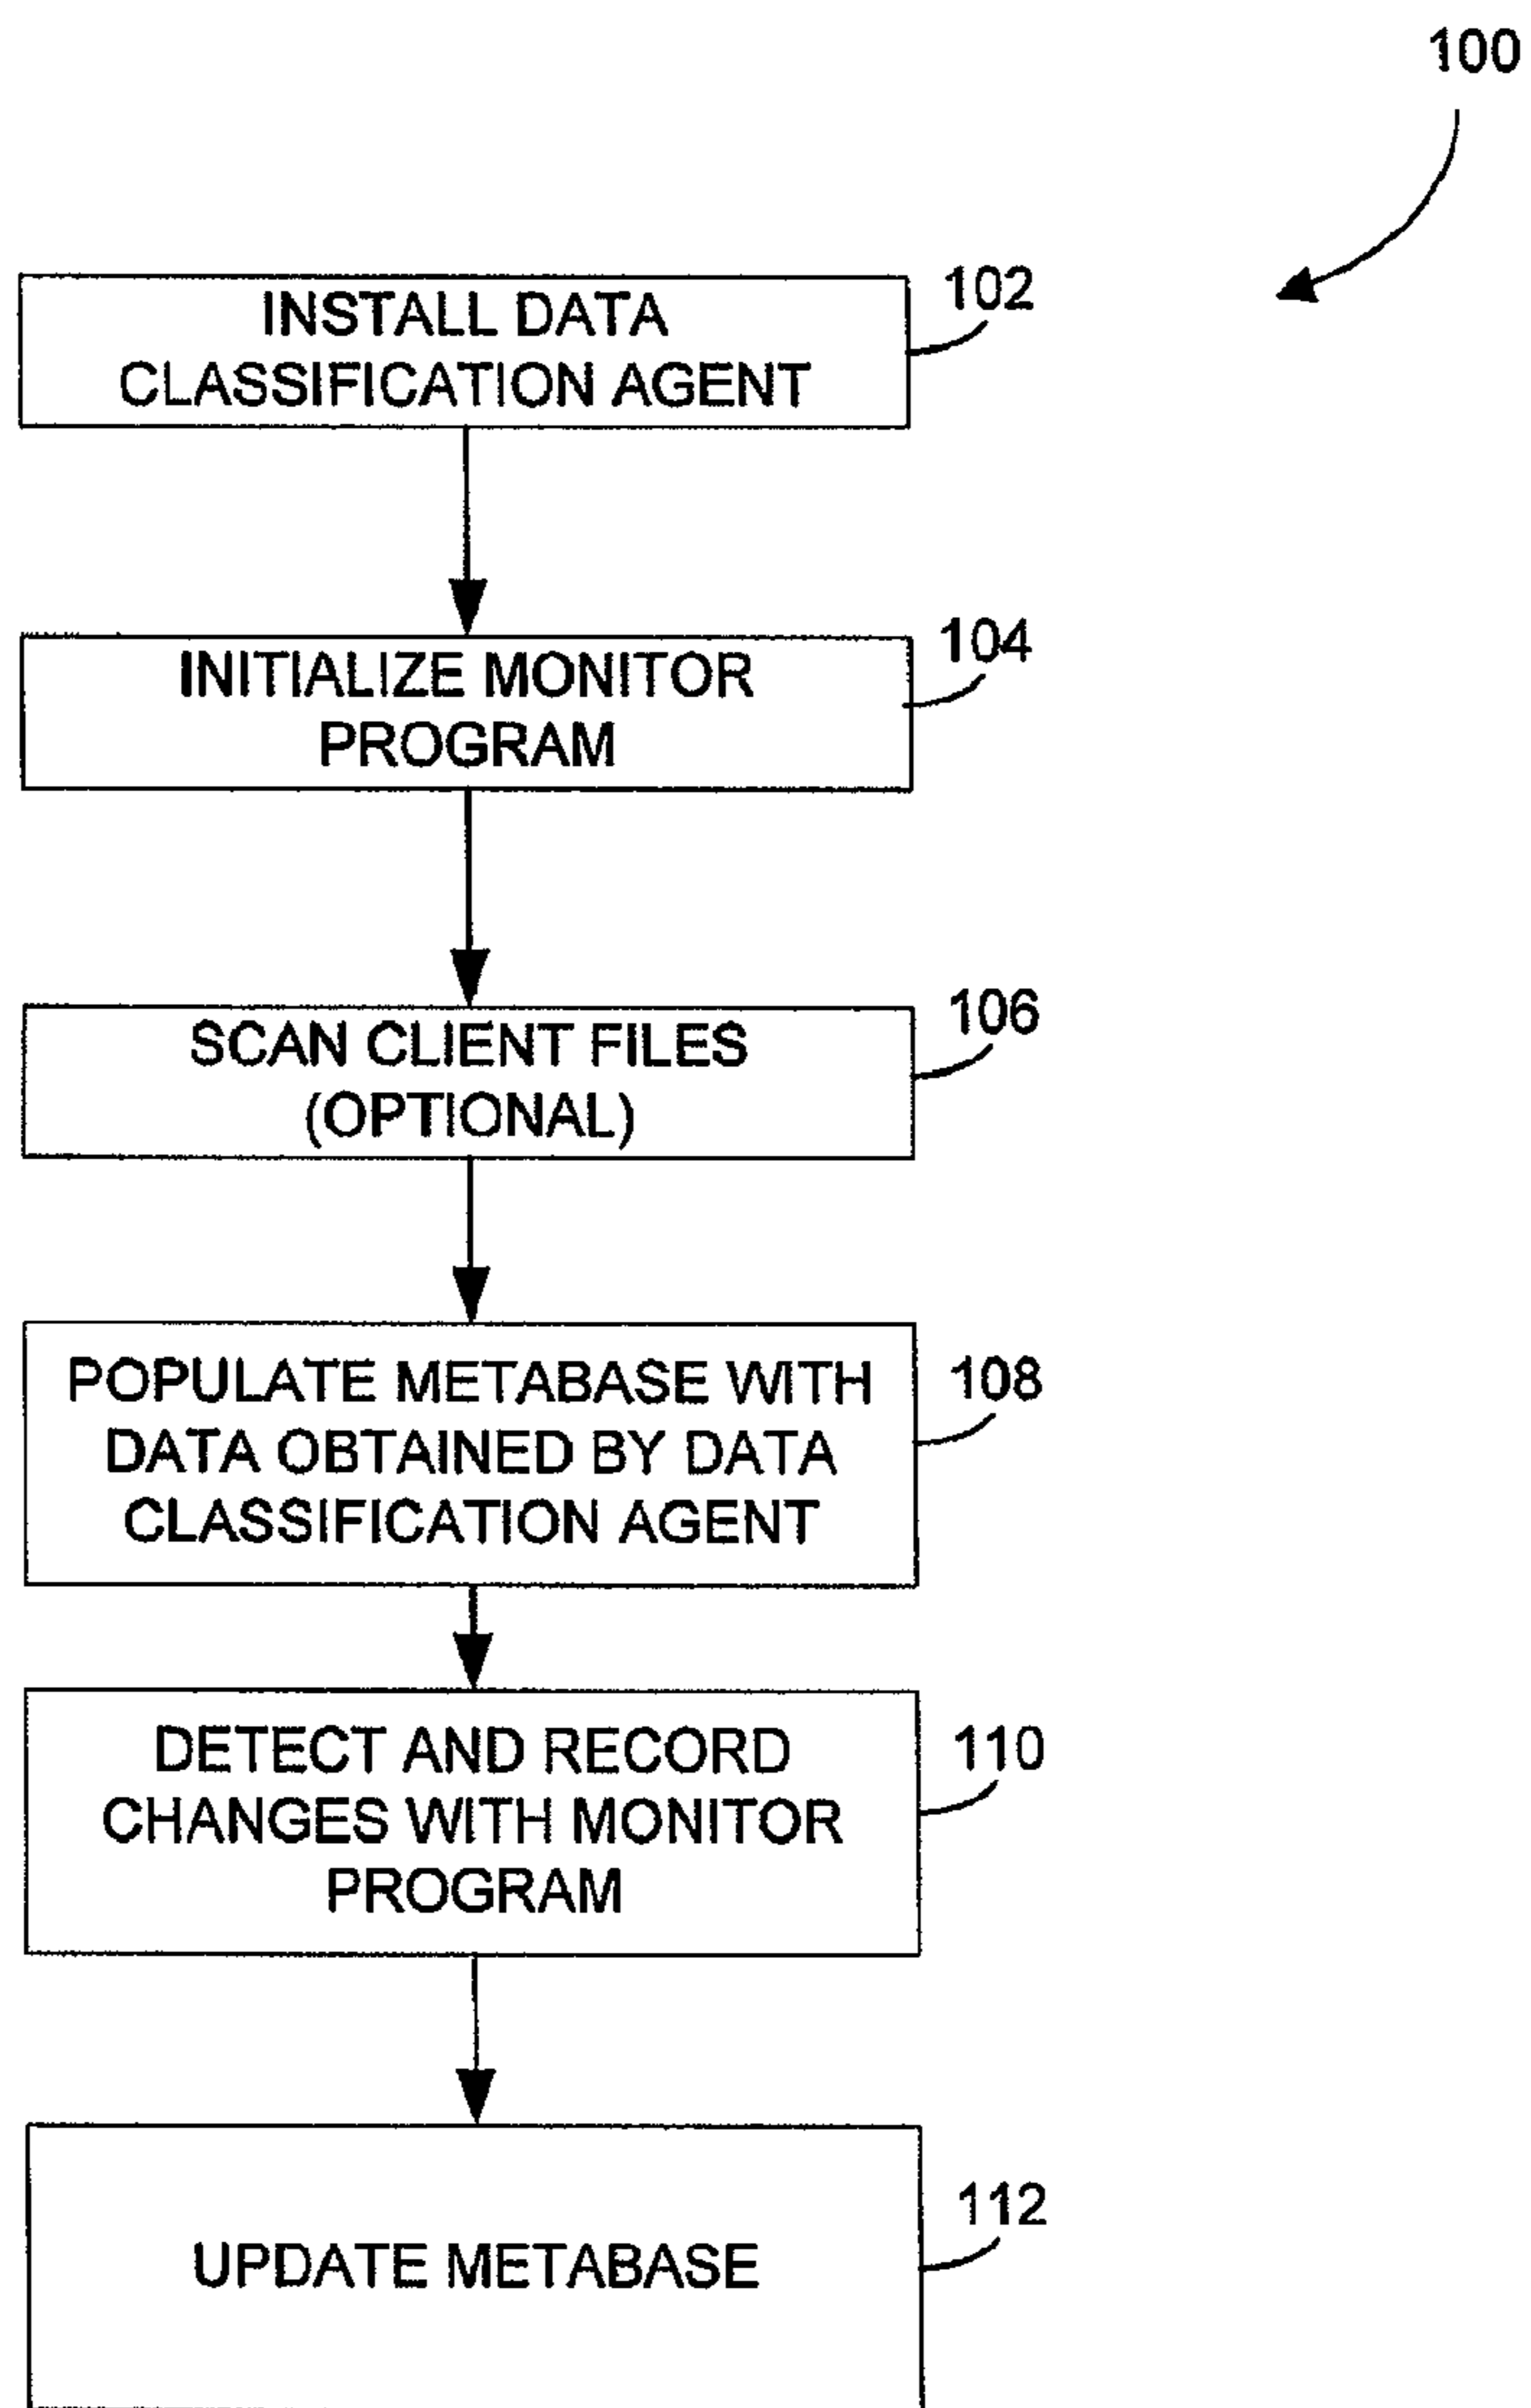 100
102
INSTALL DATA
CLASSIFICATION AGENT
104
INITIALIZE MONITOR
PROGRAM
106
SCAN CLIENT FILES
(OPTIONAL)
108
POPULATE METABASE WITH
DATA OBTAINED BY DATA
CLASSIFICATION AGENT
110
DETECT AND RECORD
CHANGES WITH MONITOR
PROGRAM
112
UPDATE METABASE